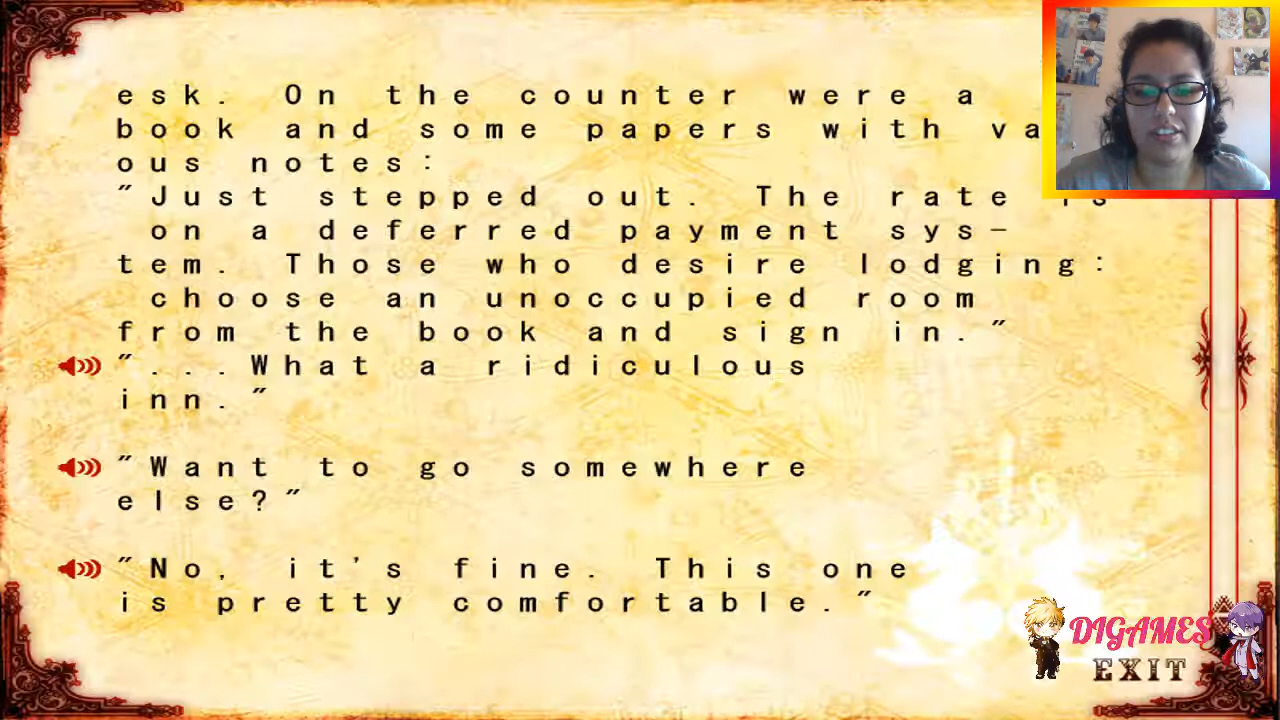 esk. On the counter were a
book and some papers with va
ous notes:
"Just stepped out. The rate is
on a deferred payment sys-
tem. Those who desire lodging:
choose an unoccupied room
from the book and sign in."
"...What a ridiculous
inn."
"Want to go somewhere
else?"
"No, it's fine. This one
is pretty comfortable."
DIGAMES
EXIT